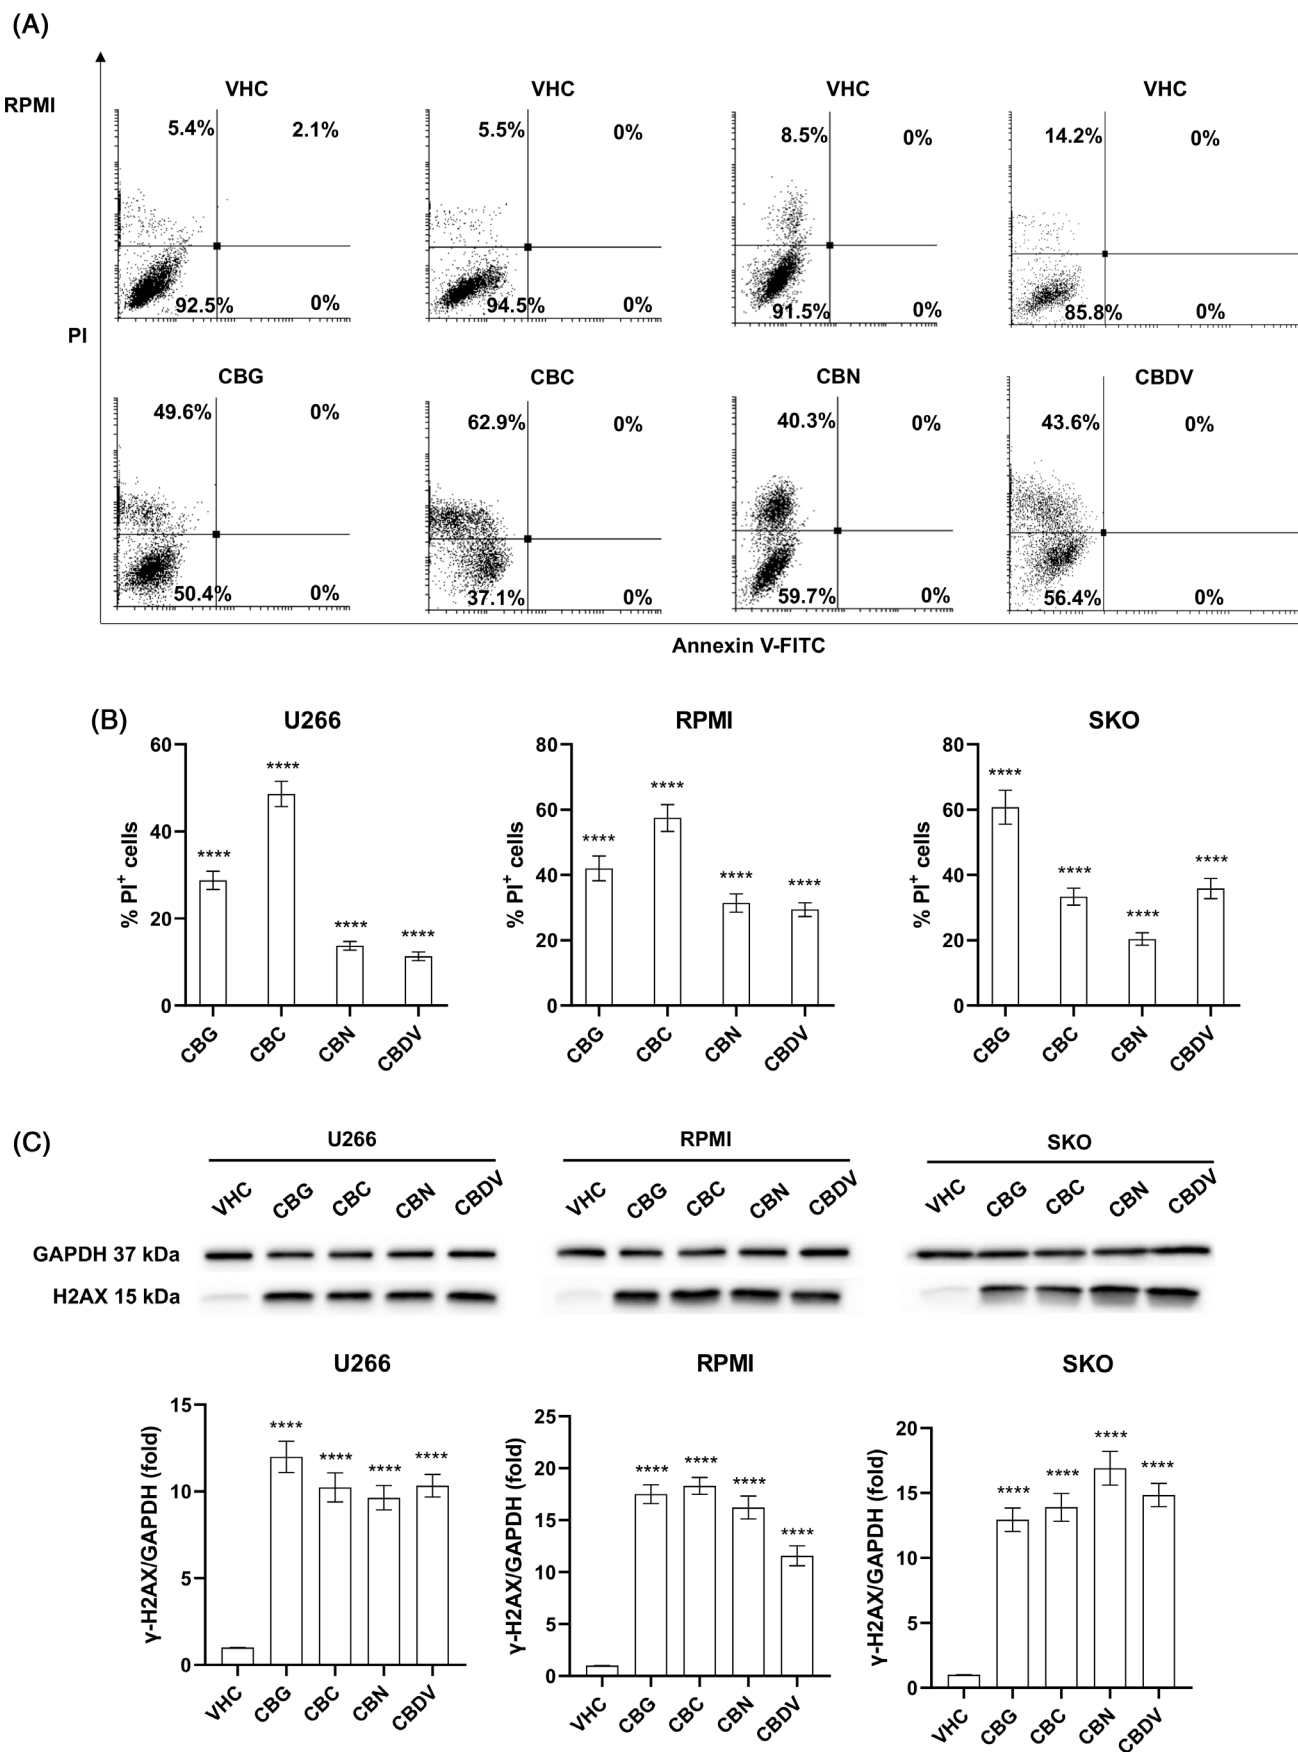 (A)
RPMI
VHC VHC VHC VHC
5.4% 2.1% 5.5% 0% 8.5% 0% 14.2% 0%
92.5% 0% 94.5% 0% 91.5% 0% 85.8% 0%
PI
CBG CBC CBN CBDV
49.6% 0% 62.9% 0% 40.3% 0% 43.6% 0%
50.4% 0% 37.1% 0% 59.7% 0% 56.4% 0%
Annexin V-FITC
(B)
U266
% PI+ cells
60
40
20
0
**** **** **** ****
CBG CBC CBN CBDV
RPMI
% PI+ cells
80
60
40
20
0
**** **** **** ****
CBG CBC CBN CBDV
SKO
% PI+ cells
80
60
40
20
0
**** **** **** ****
CBG CBC CBN CBDV
(C)
U266 RPMI SKO
VHC CBG CBC CBN CBDV VHC CBG CBC CBN CBDV VHC CBG CBC CBN CBDV
GAPDH 37 kDa
H2AX 15 kDa
U266
γ-H2AX/GAPDH (fold)
15
10
5
0
**** **** **** ****
VHC CBG CBC CBN CBDV
RPMI
γ-H2AX/GAPDH (fold)
25
20
15
10
5
0
**** **** **** ****
VHC CBG CBC CBN CBDV
SKO
γ-H2AX/GAPDH (fold)
20
15
10
5
0
**** **** **** ****
VHC CBG CBC CBN CBDV